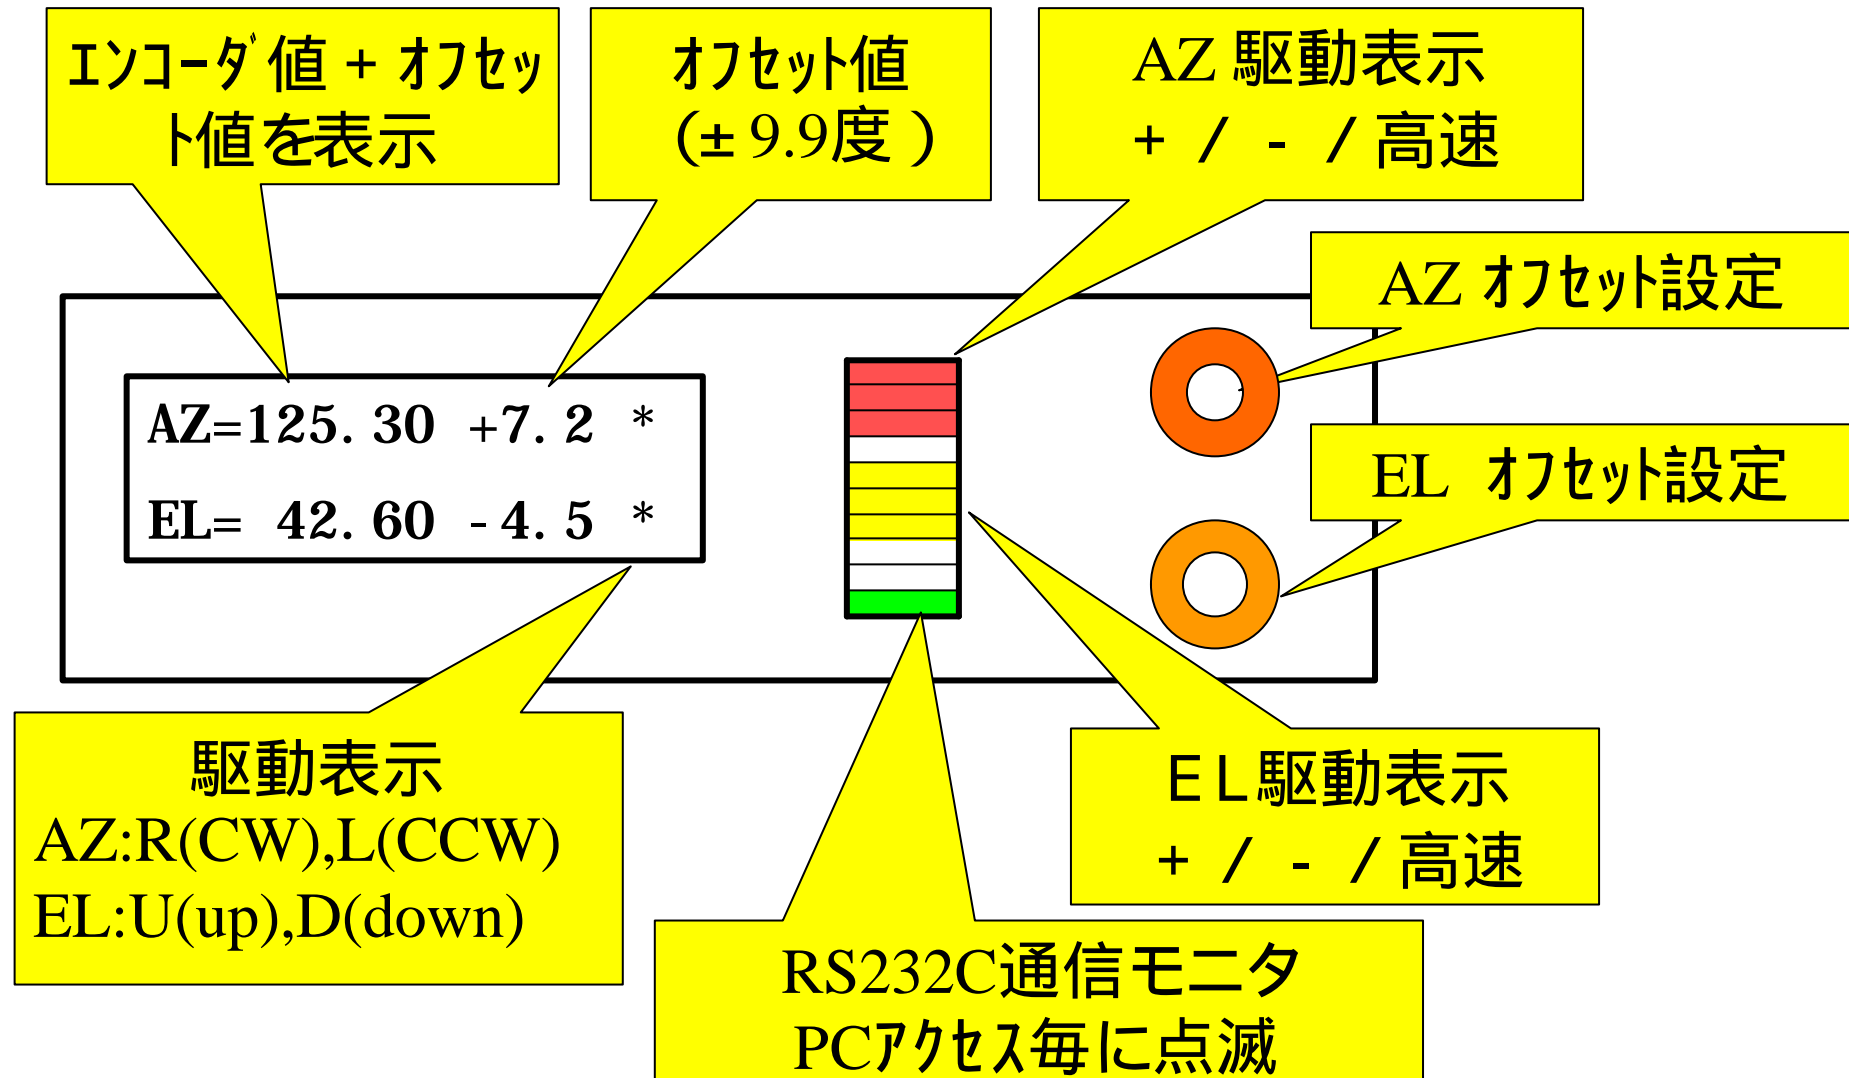 ｴﾝｺｰﾀﾞ値 + ｵﾌｾｯ
ﾄ値を表示
ｵﾌｾｯﾄ値
(± 9.9度 )
AZ 駆動表示
+ / - / 高速
AZ ｵﾌｾｯﾄ設定
AZ=125.30 +7.2 *
EL= 42.60 -4.5 *
EL ｵﾌｾｯﾄ設定
駆動表示
AZ:R(CW),L(CCW)
EL:U(up),D(down)
ＥＬ駆動表示
+ / - / 高速
RS232C通信モニタ
PCｱｸｾｽ毎に点滅